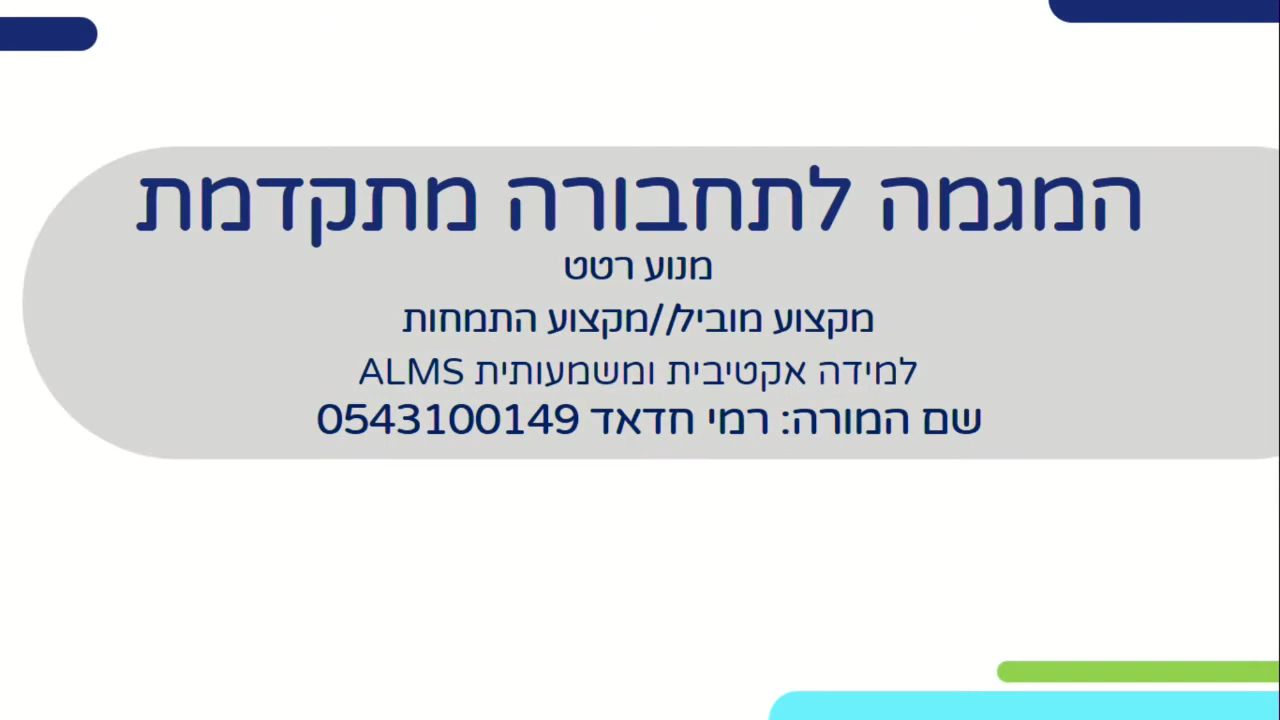 המגמה לתחבורה מתקדמת
מנוע רטט
מקצוע מוביל//מקצוע התמחות
למידה אקטיבית ומשמעותית ALMS
שם המורה: רמי חדאד 0543100149